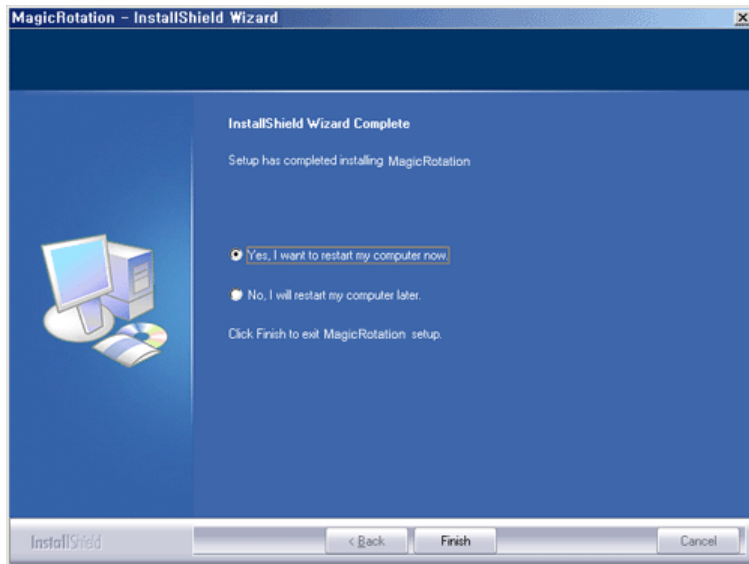 MagicRotation - InstallShield Wizard
InstallShield Wizard Complete
Setup has completed installing MagicRotation
Yes, I want to restart my computer now.
No, I will restart my computer later.
Click Finish to exit MagicRotation setup.
InstallShield
< Back
Finish
Cancel